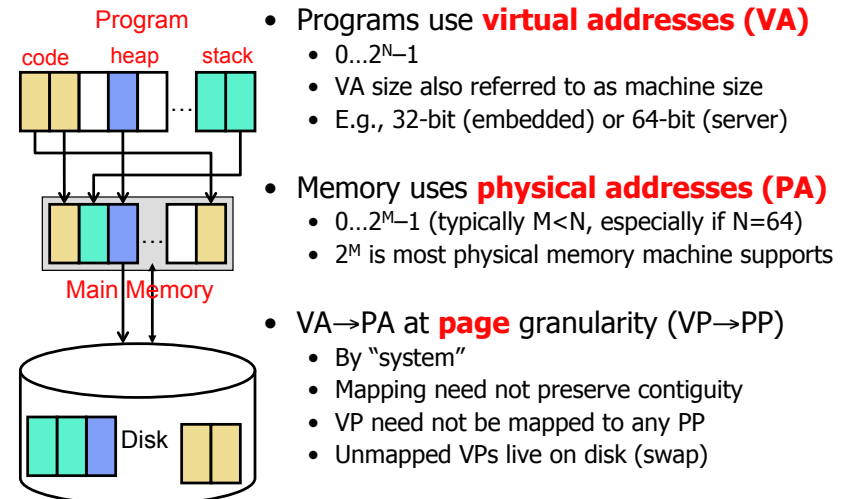 Program
code heap stack
…
…
Main Memory
Disk
• Programs use virtual addresses (VA)
• 0…2ᴺ–1
• VA size also referred to as machine size
• E.g., 32-bit (embedded) or 64-bit (server)
• Memory uses physical addresses (PA)
• 0…2ᴹ–1 (typically M<N, especially if N=64)
• 2ᴹ is most physical memory machine supports
• VA→PA at page granularity (VP→PP)
• By “system”
• Mapping need not preserve contiguity
• VP need not be mapped to any PP
• Unmapped VPs live on disk (swap)